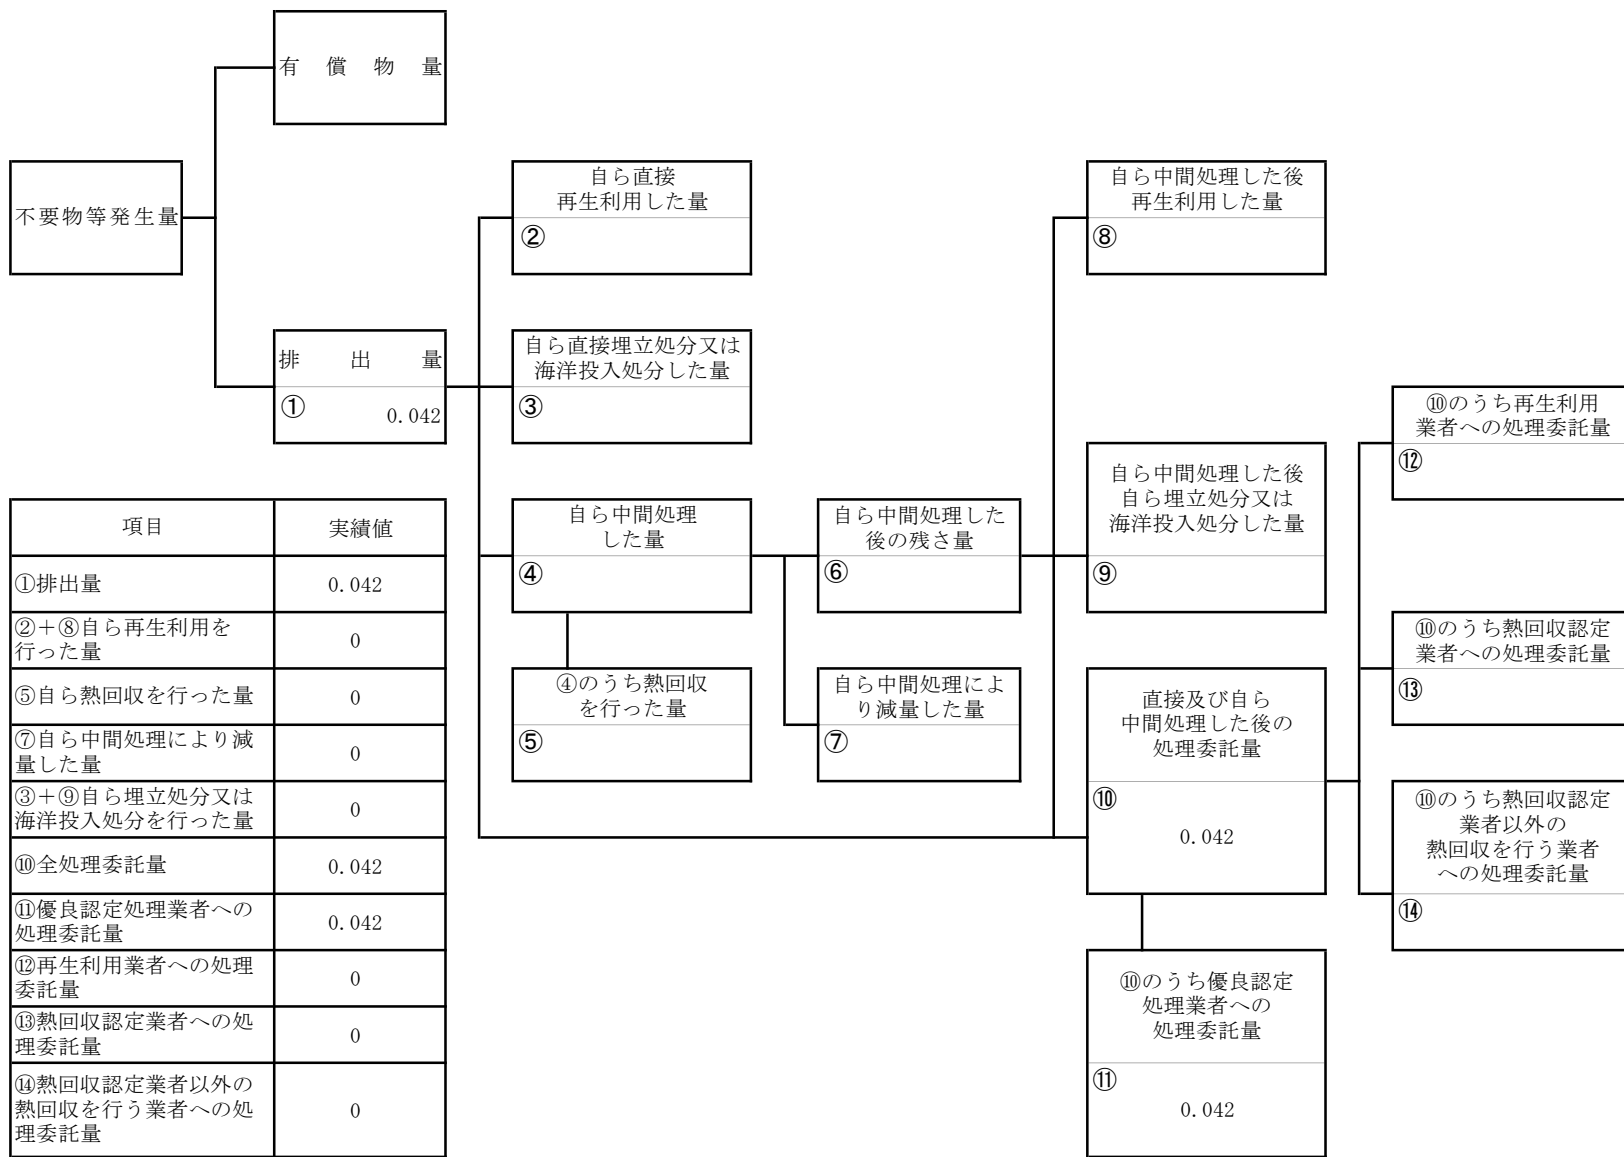 有償物量
不要物等発生量
排出量
① 0.042
自ら直接
再生利用した量
②
自ら直接埋立処分又は
海洋投入処分した量
③
自ら中間処理
した量
④
④のうち熱回収
を行った量
⑤
自ら中間処理した
後の残さ量
⑥
自ら中間処理によ
り減量した量
⑦
自ら中間処理した後
再生利用した量
⑧
自ら中間処理した後
自ら埋立処分又は
海洋投入処分した量
⑨
直接及び自ら
中間処理した後の
処理委託量
⑩
0.042
⑩のうち優良認定
処理業者への
処理委託量
⑪
0.042
⑩のうち再生利用
業者への処理委託量
⑫
⑩のうち熱回収認定
業者への処理委託量
⑬
⑩のうち熱回収認定
業者以外の
熱回収を行う業者
への処理委託量
⑭
項目 実績値
①排出量 0.042
②+⑧自ら再生利用を
行った量 0
⑤自ら熱回収を行った量 0
⑦自ら中間処理により減
量した量 0
③+⑨自ら埋立処分又は
海洋投入処分を行った量 0
⑩全処理委託量 0.042
⑪優良認定処理業者への
処理委託量 0.042
⑫再生利用業者への処理
委託量 0
⑬熱回収認定業者への処
理委託量 0
⑭熱回収認定業者以外の
熱回収を行う業者への処
理委託量 0